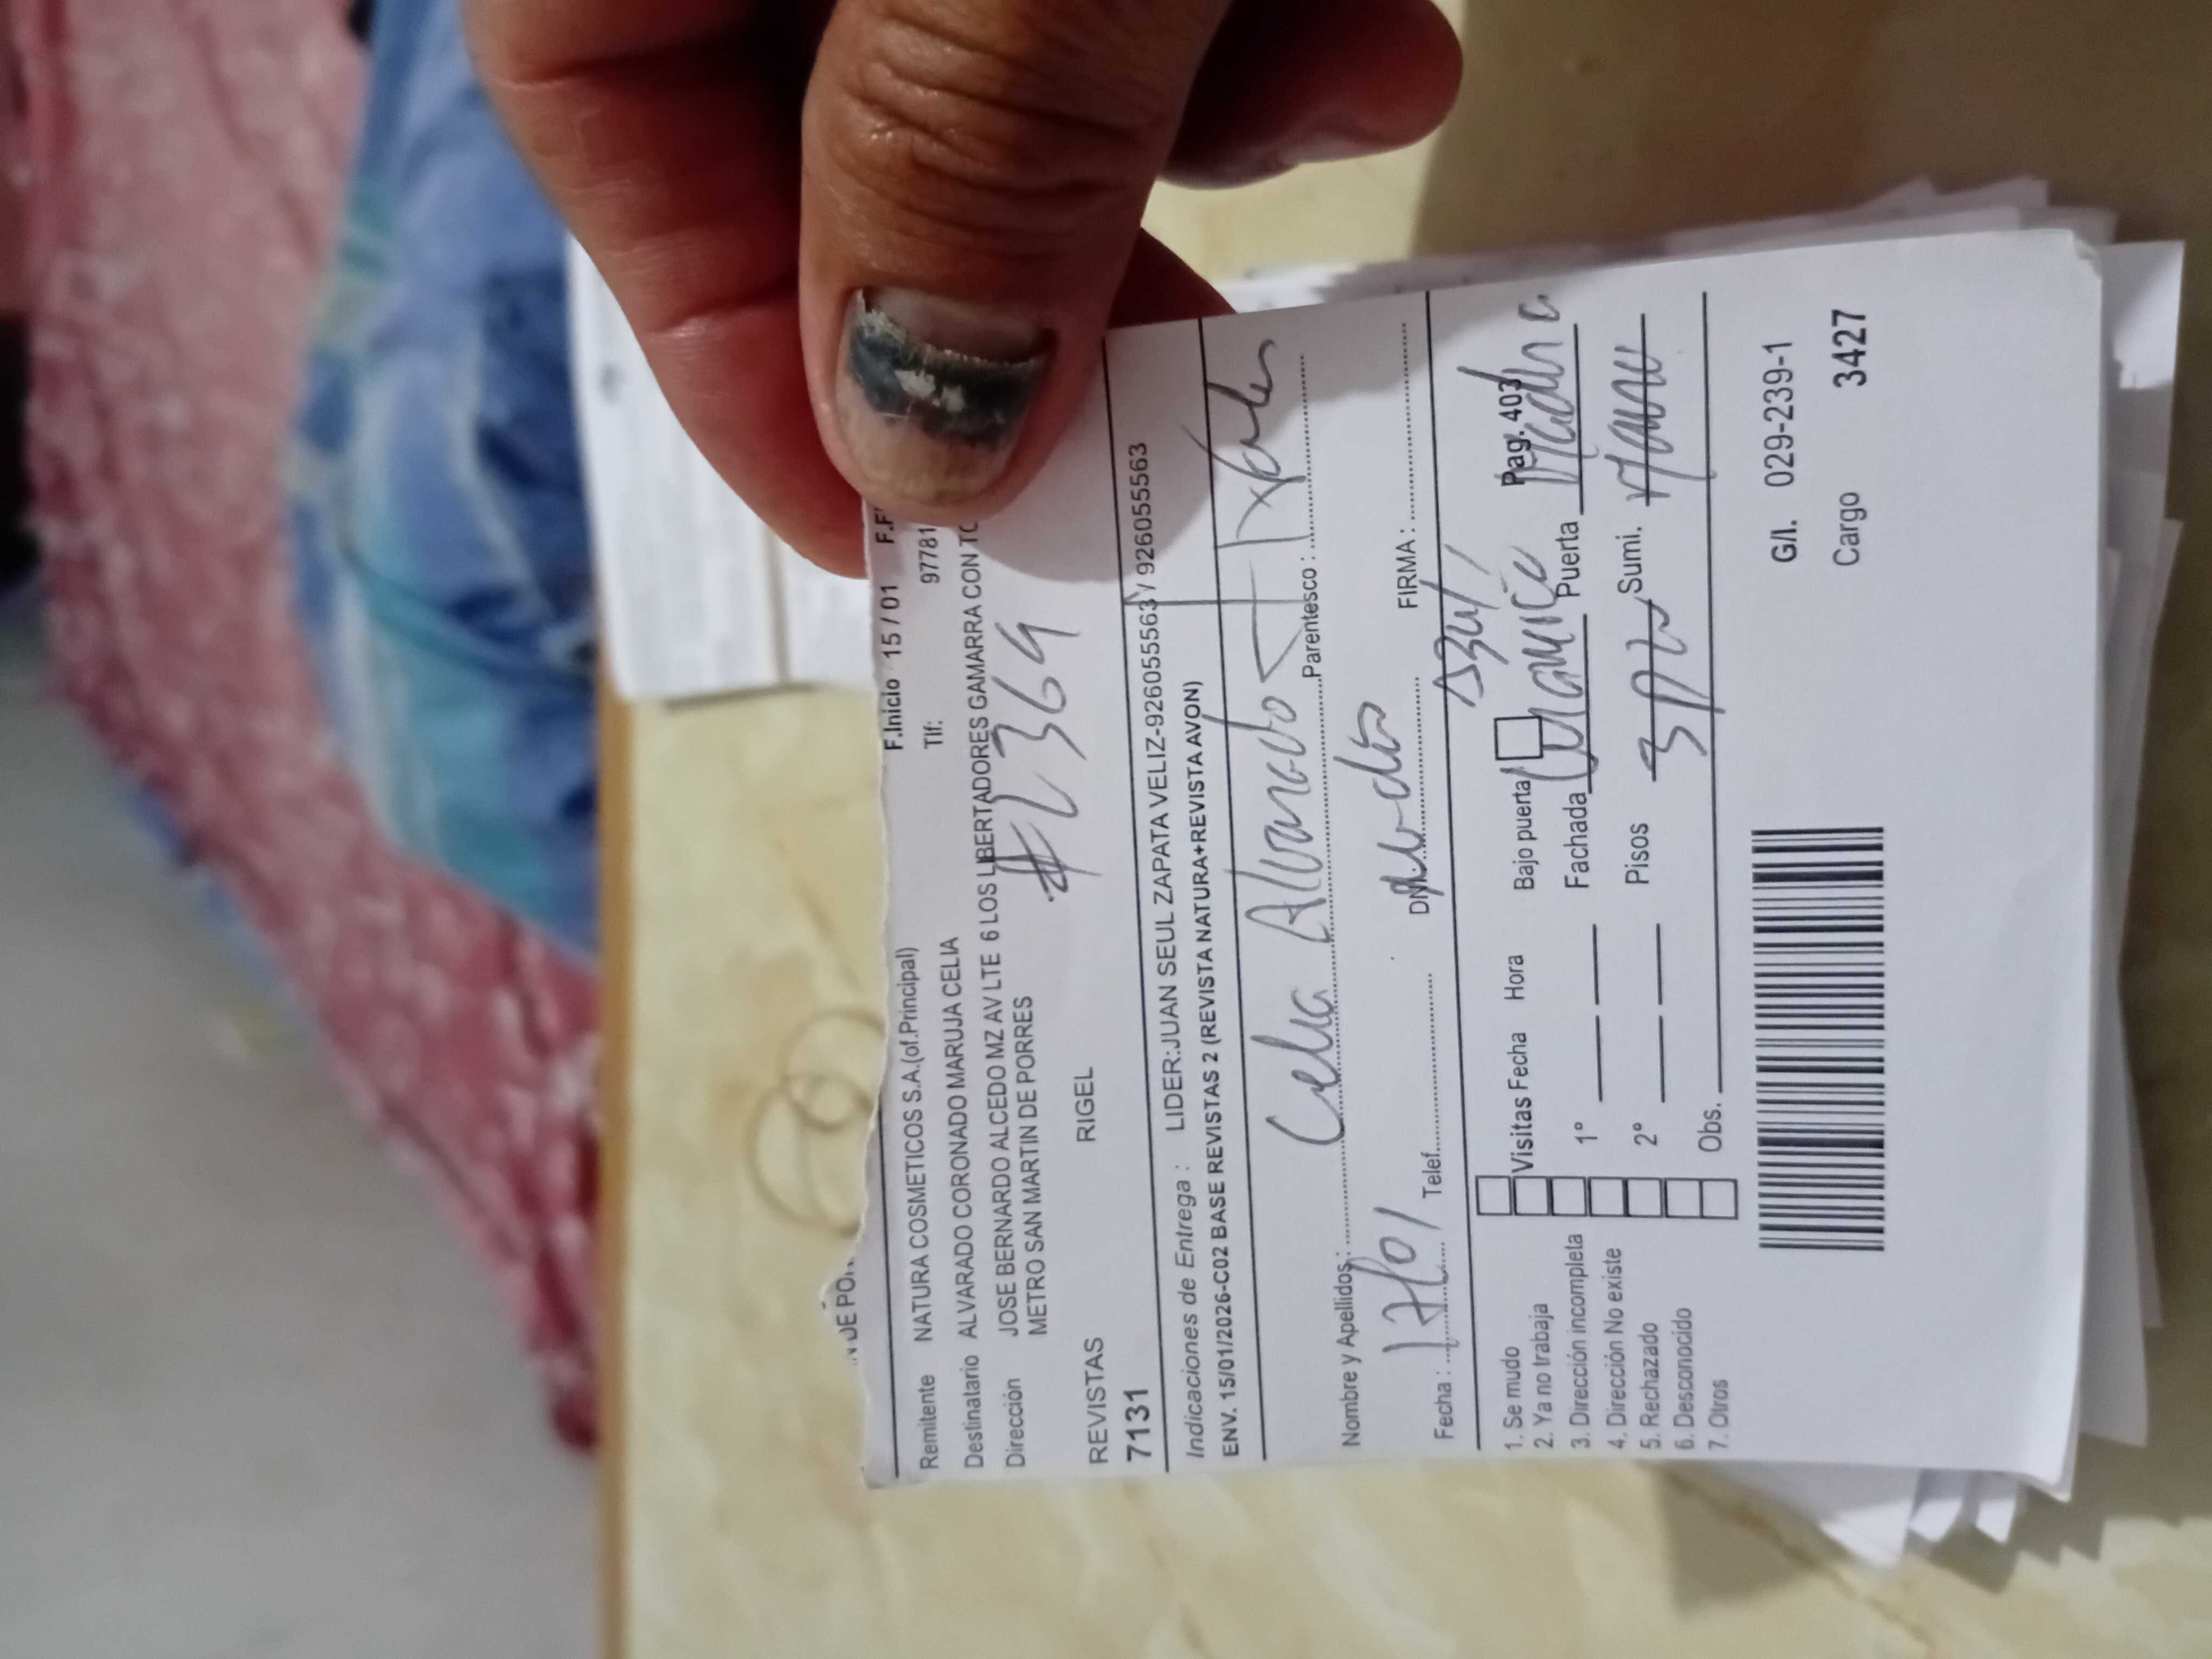 N DE POR
F.Inicio 15 / 01 F.F
Remitente NATURA COSMETICOS S.A.(of.Principal) Tlf: 97781
Destinatario ALVARADO CORONADO MARUJA CELIA
Dirección JOSE BERNARDO ALCEDO MZ AV LTE 6 LOS LIBERTADORES GAMARRA CON TO
METRO SAN MARTIN DE PORRES
#2369
REVISTAS RIGEL
7131
Indicaciones de Entrega : LIDER:JUAN SEUL ZAPATA VELIZ-926055563 Y 926055563
ENV. 15/01/2026-C02 BASE REVISTAS 2 (REVISTA NATURA+REVISTA AVON)
Celia Alvarado
Nombre y Apellidos: Parentesco :
17/01
Fecha : Telef. DNI. FIRMA :
Azul /
Pag. 403
1. Se mudo Visitas Fecha Hora Bajo puerta
2. Ya no trabaja
3. Dirección incompleta 1° Fachada Puerta
4. Dirección No existe
5. Rechazado 2° Pisos 3 Sumi.
6. Desconocido
7. Otros Obs.
G/I. 029-239-1
Cargo 3427